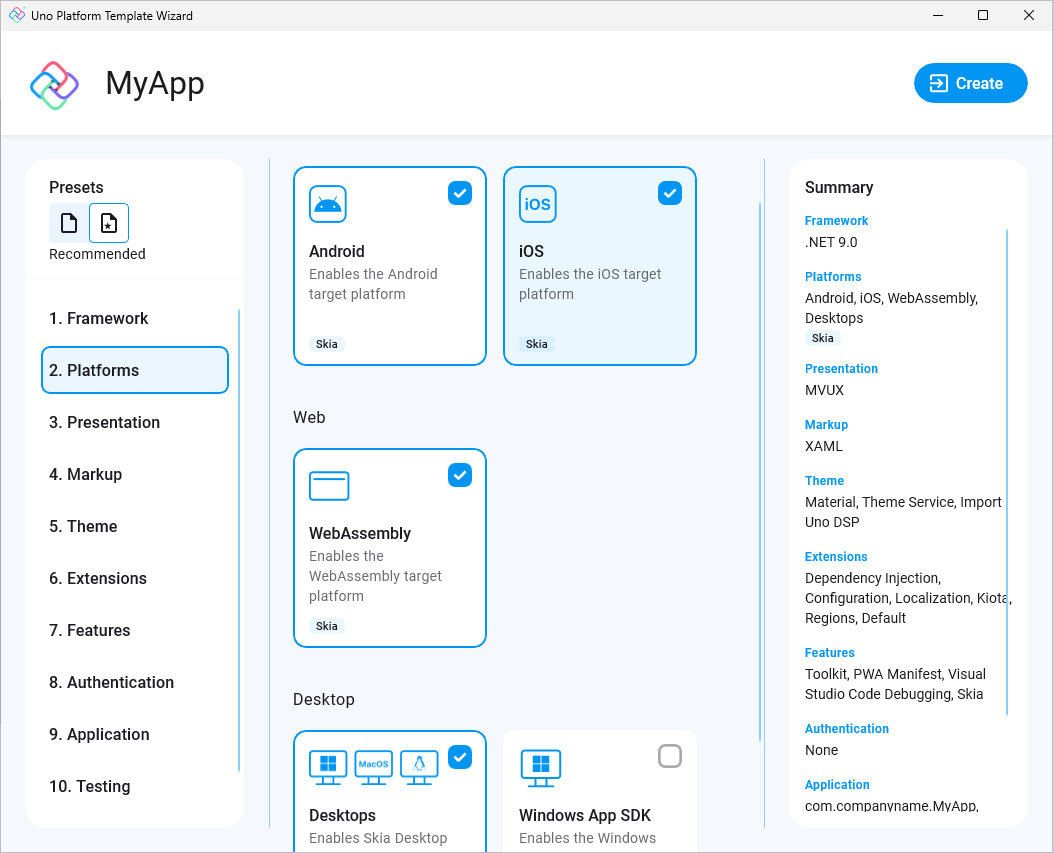 Uno Platform Template Wizard
MyApp
Create
Presets
Recommended
1. Framework
2. Platforms
3. Presentation
4. Markup
5. Theme
6. Extensions
7. Features
8. Authentication
9. Application
10. Testing
Android
Enables the Android
target platform
Skia
iOS
iOS
Enables the iOS target
platform
Skia
Web
WebAssembly
Enables the
WebAssembly target
platform
Skia
Desktop
MacOS
Desktops
Enables Skia Desktop
Windows App SDK
Enables the Windows
Summary
Framework
.NET 9.0
Platforms
Android, iOS, WebAssembly,
Desktops
Skia
Presentation
MVUX
Markup
XAML
Theme
Material, Theme Service, Import
Uno DSP
Extensions
Dependency Injection,
Configuration, Localization, Kiota,
Regions, Default
Features
Toolkit, PWA Manifest, Visual
Studio Code Debugging, Skia
Authentication
None
Application
com.companyname.MyApp,